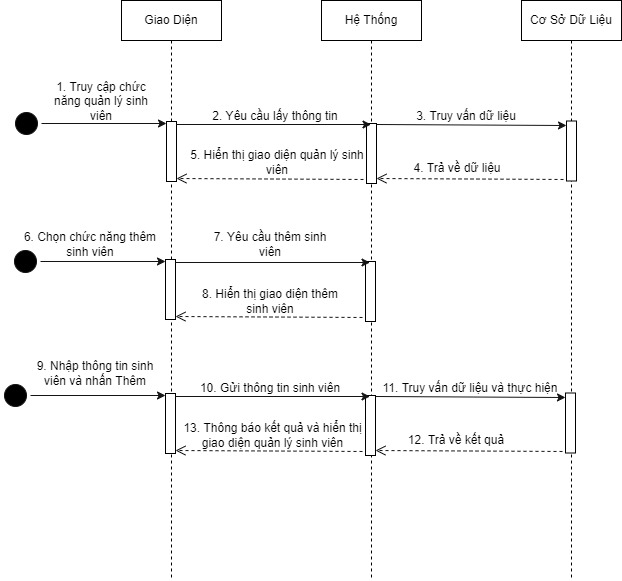 Giao Diện
Hệ Thống
Cơ Sở Dữ Liệu
1. Truy cập chức
năng quản lý sinh
viên
2. Yêu cầu lấy thông tin
3. Truy vấn dữ liệu
5. Hiển thị giao diện quản lý sinh
viên
4. Trả về dữ liệu
6. Chọn chức năng thêm
sinh viên
7. Yêu cầu thêm sinh
viên
8. Hiển thị giao diện thêm
sinh viên
9. Nhập thông tin sinh
viên và nhấn Thêm
10. Gửi thông tin sinh viên
11. Truy vấn dữ liệu và thực hiện
13. Thông báo kết quả và hiển thị
giao diện quản lý sinh viên
12. Trả về kết quả